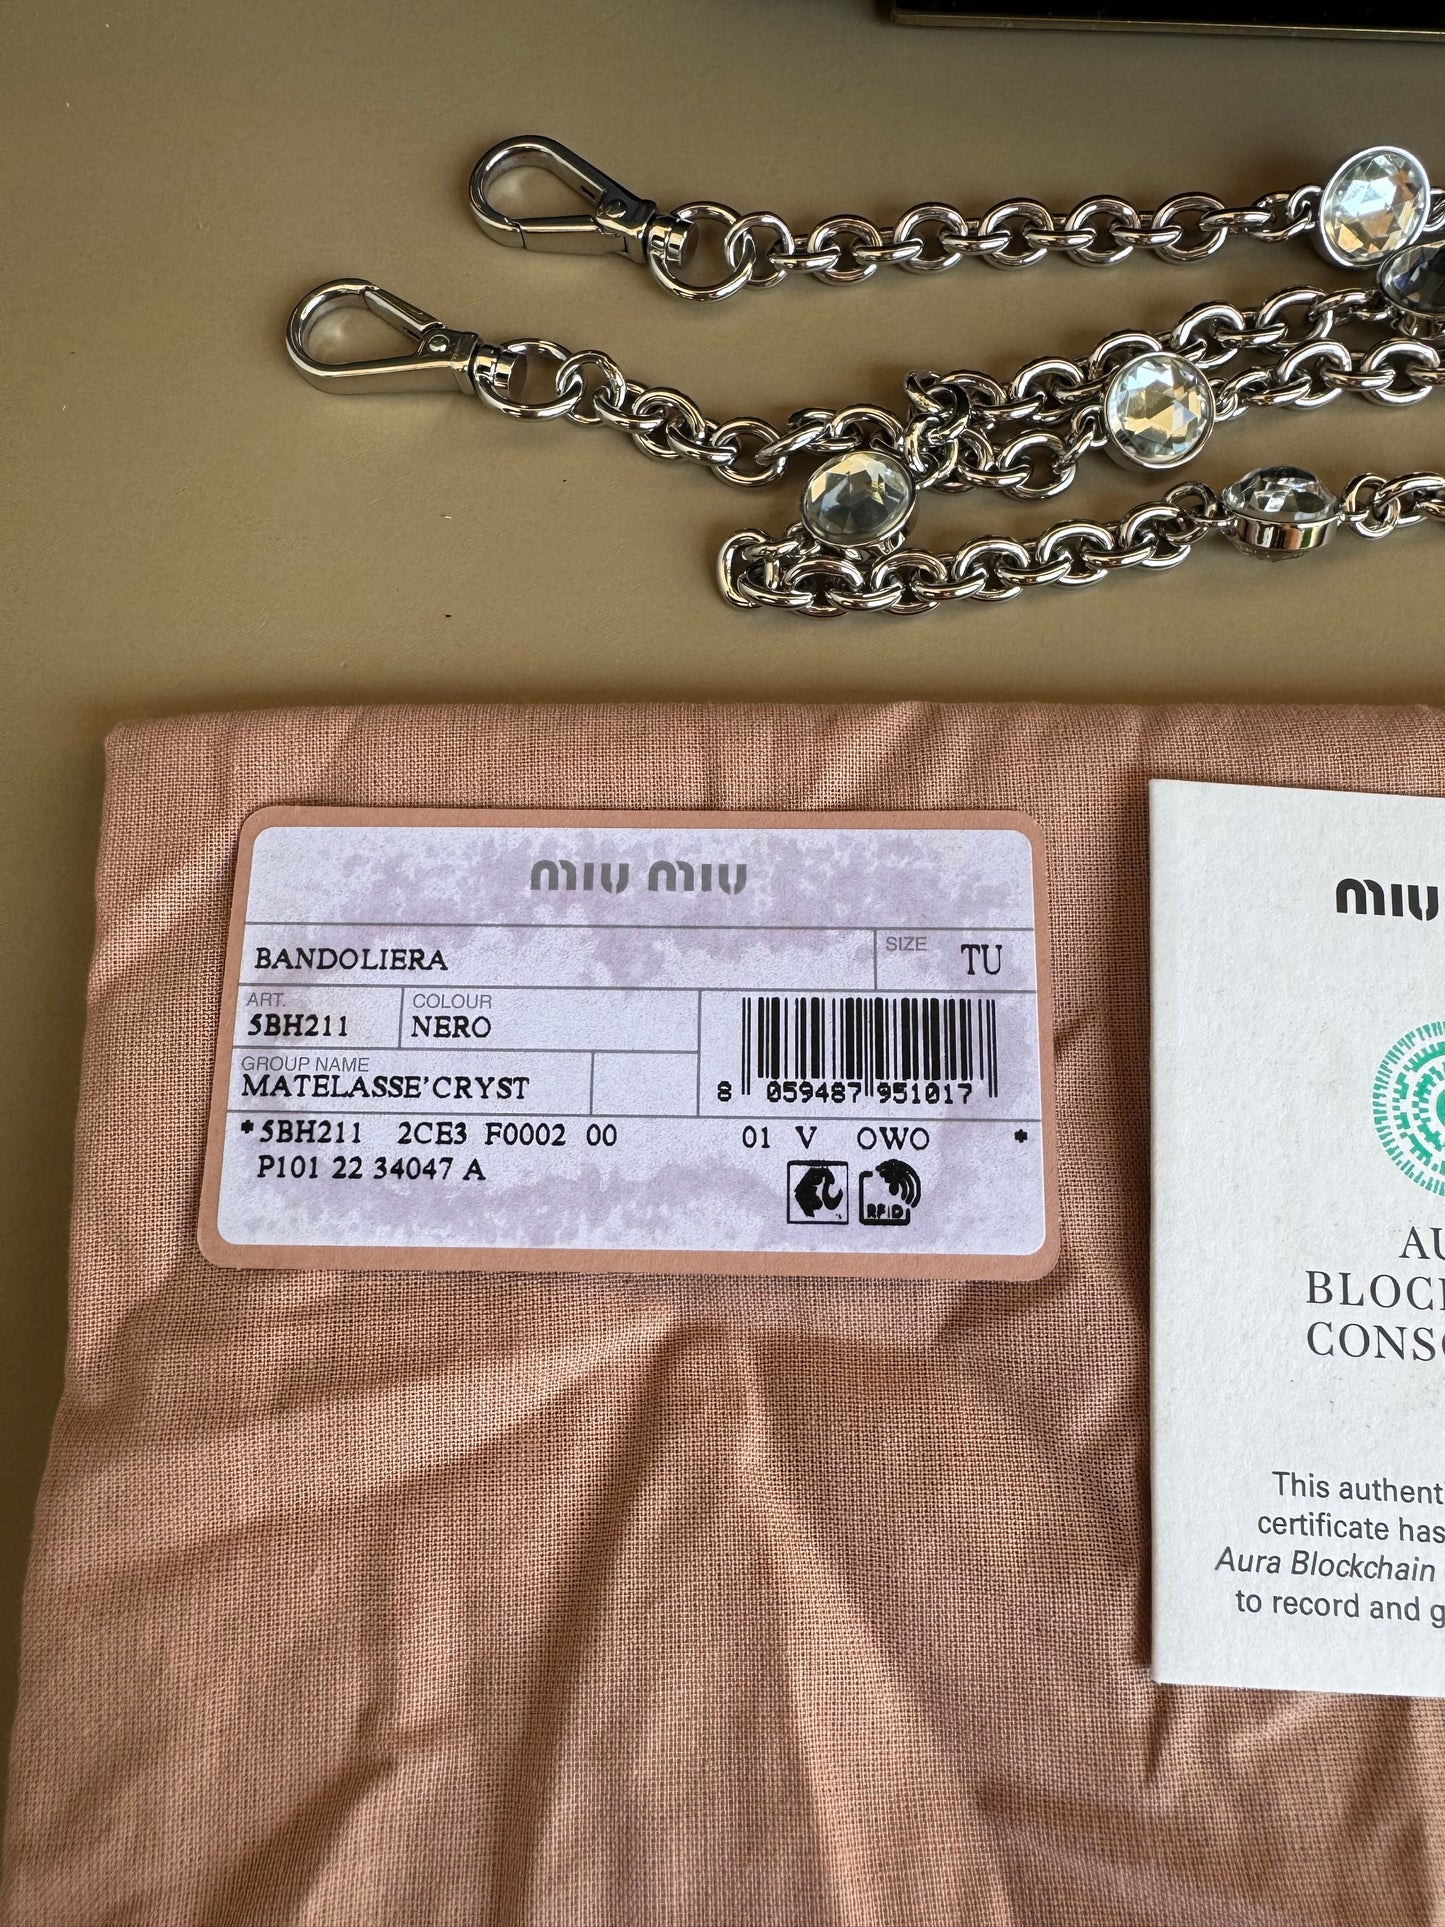 MIU MIU
BANDOLIERA
SIZE TU
ART. COLOUR
5BH211 NERO
GROUP NAME
MATELASSE'CRYST
8 059487 951017
*5BH211 2CE3 F0002 00 01 V OWO *
P101 22 34047 A
RFID
MIU
AU
BLOC
CONS
This authent
certificate has
Aura Blockchain
to record and g